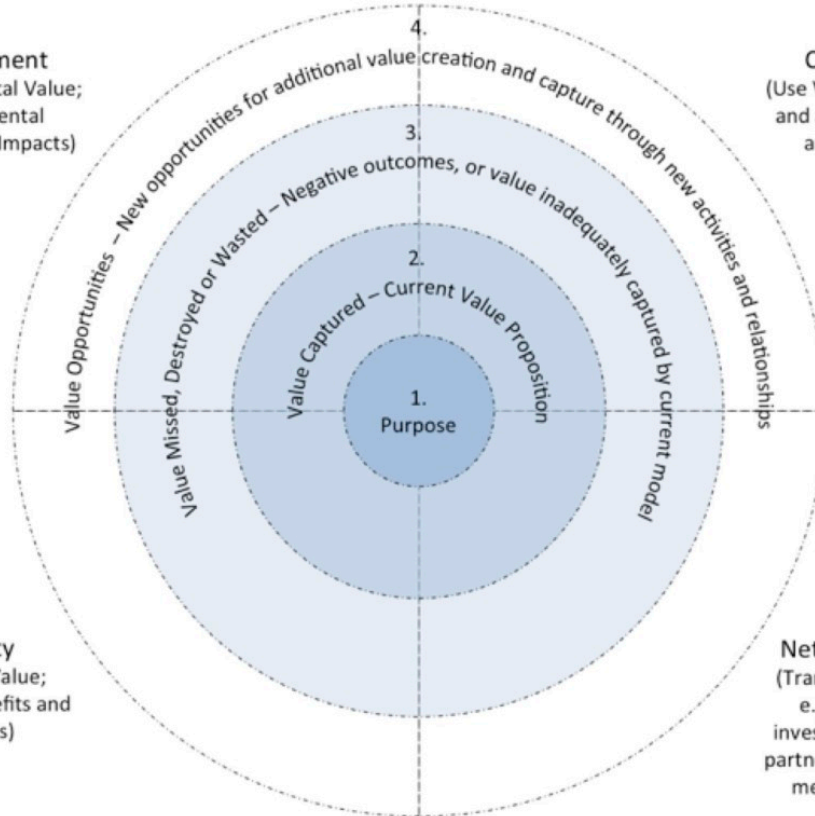 4.
Value Opportunities – New opportunities for additional value creation and capture through new activities and relationships
3.
Value Missed, Destroyed or Wasted – Negative outcomes, or value inadequately captured by current model
2.
Value Captured – Current Value Proposition
1.
Purpose
ment
tal Value;
ental
Impacts)
C
(Use V
and
a
ty
Value;
efits and
s)
Net
(Tran
e.
inves
partn
me